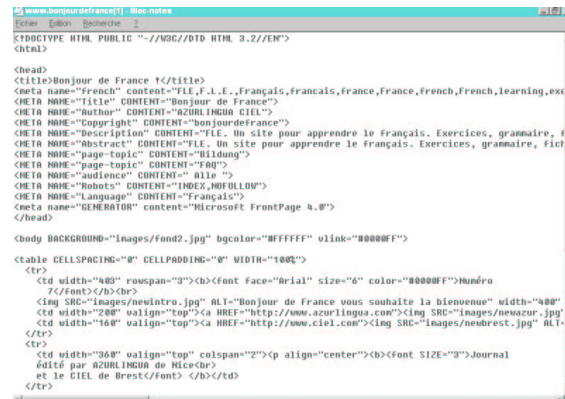 www.bonjourdefrance[1] - Bloc-notes
Fichier Edition Recherche ?
<!DOCTYPE HTML PUBLIC "-//W3C//DTD HTML 3.2//EN">
<html>
<head>
<title>Bonjour de France !</title>
<meta name="french" content="FLE,F.L.E.,Français,francais,france,France,french,French,learning,exe
<META NAME="Title" CONTENT="Bonjour de France">
<META NAME="Author" CONTENT="AZURLINGUA CIEL">
<META NAME="Copyright" CONTENT="bonjourdefrance">
<META NAME="Description" CONTENT="FLE. Un site pour apprendre le français. Exercices, grammaire, f
<META NAME="Abstract" CONTENT="FLE. Un site pour apprendre le français. Exercices, grammaire, fich
<META NAME="page-topic" CONTENT="Bildung">
<META NAME="page-topic" CONTENT="FAQ">
<META NAME="audience" CONTENT=" Alle ">
<META NAME="Robots" CONTENT="INDEX,NOFOLLOW">
<META NAME="Language" CONTENT="Français">
<meta name="GENERATOR" content="Microsoft FrontPage 4.0">
</head>
<body BACKGROUND="images/fond2.jpg" bgcolor="#FFFFFF" vlink="#0000FF">
<table CELLSPACING="0" CELLPADDING="0" WIDTH="100%">
<tr>
<td width="403" rowspan="3"><b><font face="Arial" size="6" color="#0000FF">Numéro
7</font></b><br>
<img SRC="images/newintro.jpg" ALT="Bonjour de France vous souhaite la bienvenue" width="400"
<td width="200" valign="top"><a HREF="http://www.azurlingua.com"><img SRC="images/newazur.jpg"
<td width="160" valign="top"><a HREF="http://www.ciel.com"><img SRC="images/newbrest.jpg" ALT=
</tr>
<tr>
<td width="360" valign="top" colspan="2"><p align="center"><b><font SIZE="3">Journal
édité par AZURLINGUA de Nice<br>
et le CIEL de Brest</font> </b></td>
</tr>